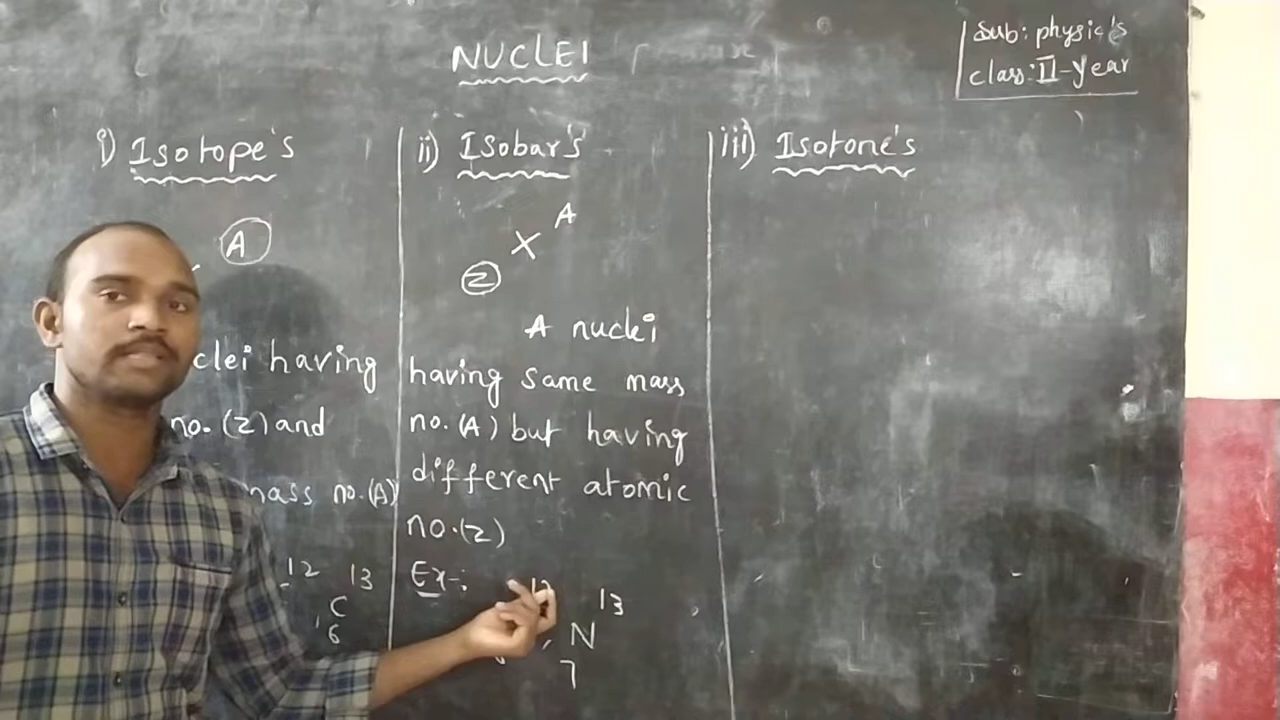 NUCLEI
Sub: physic's
class: II-Year
i) Isotope's
A
clei having
no. (Z) and
mass no. (A)
12 13
C
6
ii) Isobar's
A
X
Z
A nuclei
having same mass
no. (A) but having
different atomic
no. (Z)
Ex:-
13
, N
7
iii) Isotone's